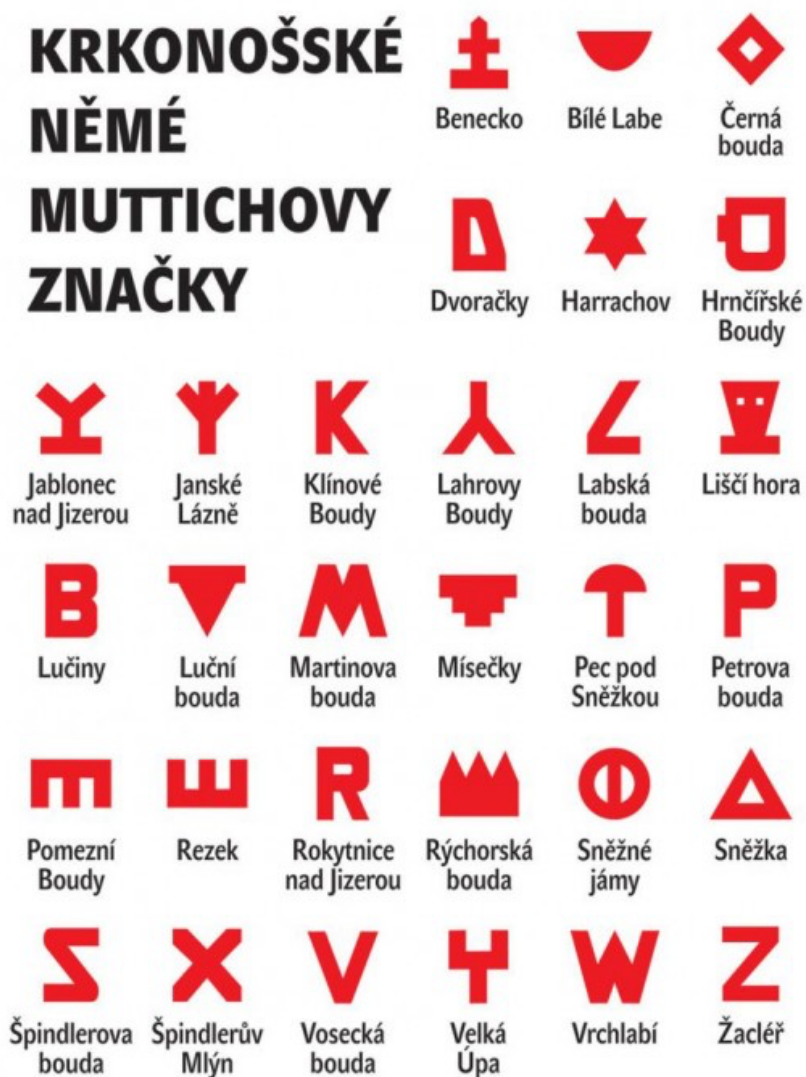 KRKONOŠSKÉ
NĚMÉ
MUTTICHOVY
ZNAČKY
Benecko
Bílé Labe
Černá
bouda
Dvoračky
Harrachov
Hrnčířské
Boudy
Jablonec
nad Jizerou
Janské
Lázně
Klínové
Boudy
Lahrovy
Boudy
Labská
bouda
Liščí hora
Lučiny
Luční
bouda
Martinova
bouda
Mísečky
Pec pod
Sněžkou
Petrova
bouda
Pomezní
Boudy
Rezek
Rokytnice
nad Jizerou
Rýchorská
bouda
Sněžné
jámy
Sněžka
Špindlerova
bouda
Špindlerův
Mlýn
Vosecká
bouda
Velká
Úpa
Vrchlabí
Žacléř